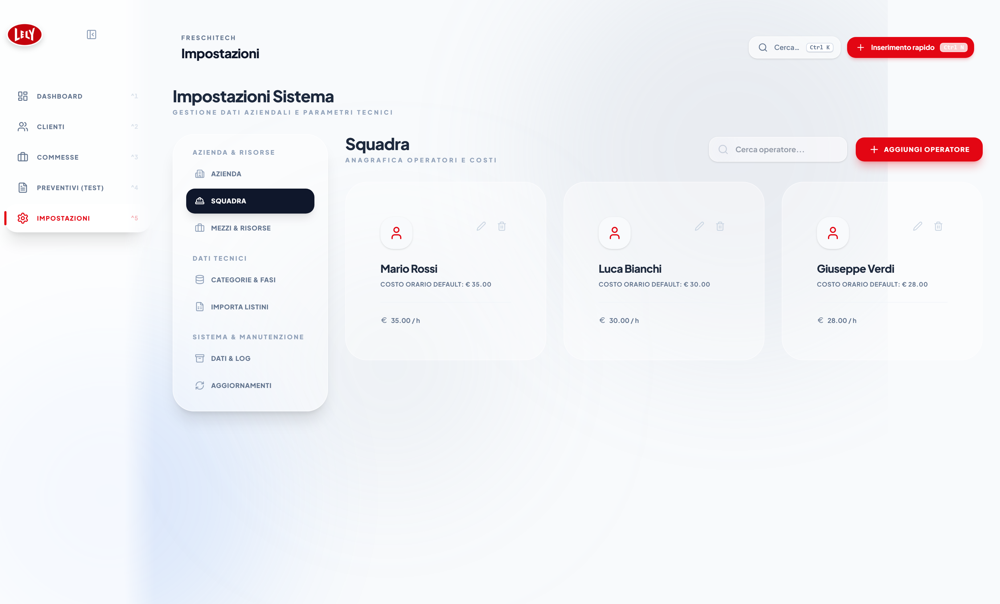 LELY
FRESCHITECH
Impostazioni
Cerca... Ctrl K
Inserimento rapido Ctrl N
DASHBOARD ^1
CLIENTI ^2
COMMESSE ^3
PREVENTIVI (TEST) ^4
IMPOSTAZIONI ^5
Impostazioni Sistema
GESTIONE DATI AZIENDALI E PARAMETRI TECNICI
AZIENDA & RISORSE
AZIENDA
SQUADRA
MEZZI & RISORSE
DATI TECNICI
CATEGORIE & FASI
IMPORTA LISTINI
SISTEMA & MANUTENZIONE
DATI & LOG
AGGIORNAMENTI
Squadra
ANAGRAFICA OPERATORI E COSTI
Cerca operatore...
AGGIUNGI OPERATORE
Mario Rossi
COSTO ORARIO DEFAULT: € 35.00
€ 35.00 / h
Luca Bianchi
COSTO ORARIO DEFAULT: € 30.00
€ 30.00 / h
Giuseppe Verdi
COSTO ORARIO DEFAULT: € 28.00
€ 28.00 / h